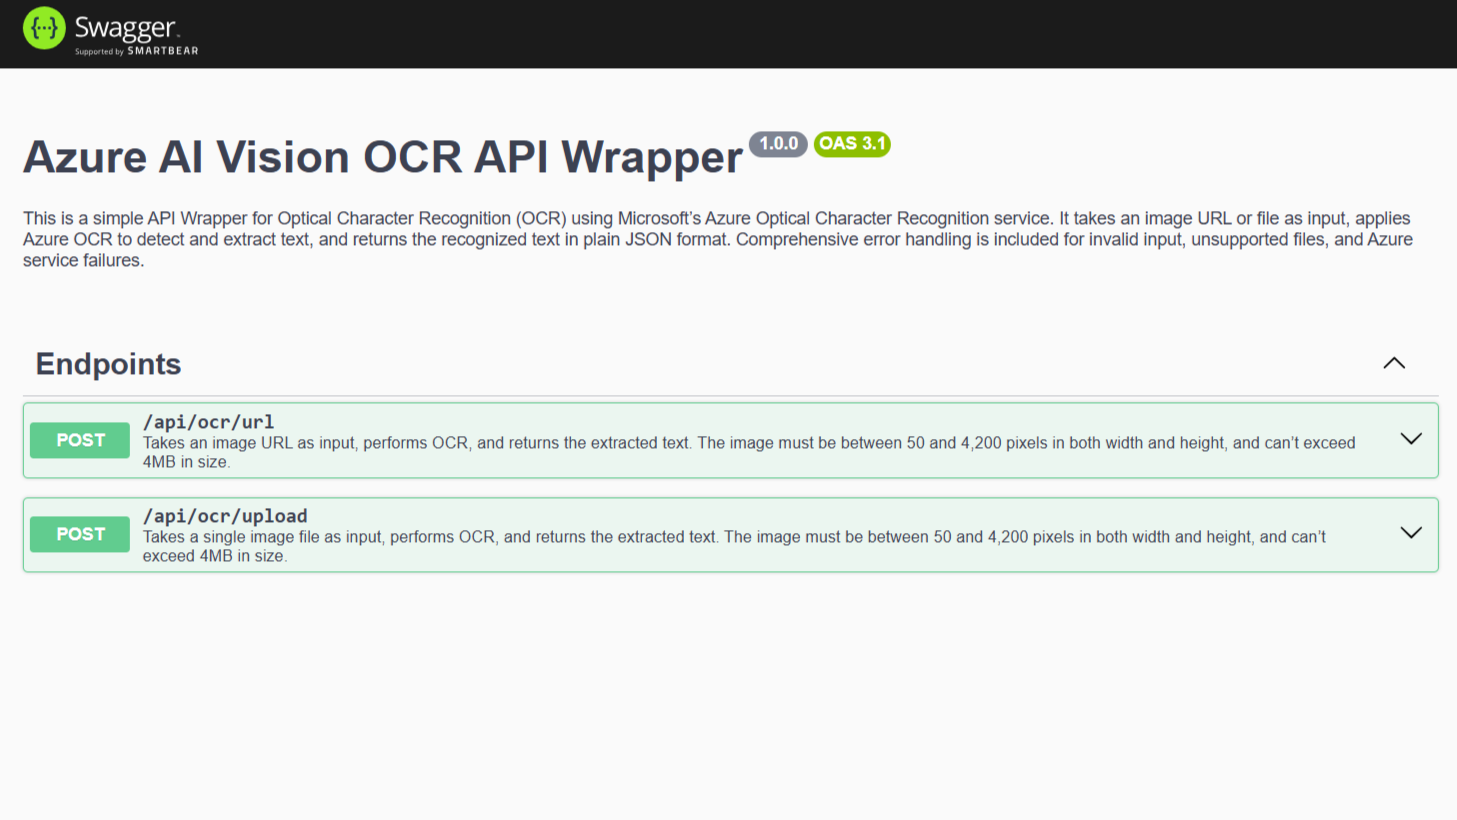 Swagger
Supported by SMARTBEAR
Azure AI Vision OCR API Wrapper 1.0.0 OAS 3.1
This is a simple API Wrapper for Optical Character Recognition (OCR) using Microsoft’s Azure Optical Character Recognition service. It takes an image URL or file as input, applies
Azure OCR to detect and extract text, and returns the recognized text in plain JSON format. Comprehensive error handling is included for invalid input, unsupported files, and Azure
service failures.
Endpoints
POST /api/ocr/url
Takes an image URL as input, performs OCR, and returns the extracted text. The image must be between 50 and 4,200 pixels in both width and height, and can’t exceed
4MB in size.
POST /api/ocr/upload
Takes a single image file as input, performs OCR, and returns the extracted text. The image must be between 50 and 4,200 pixels in both width and height, and can’t
exceed 4MB in size.